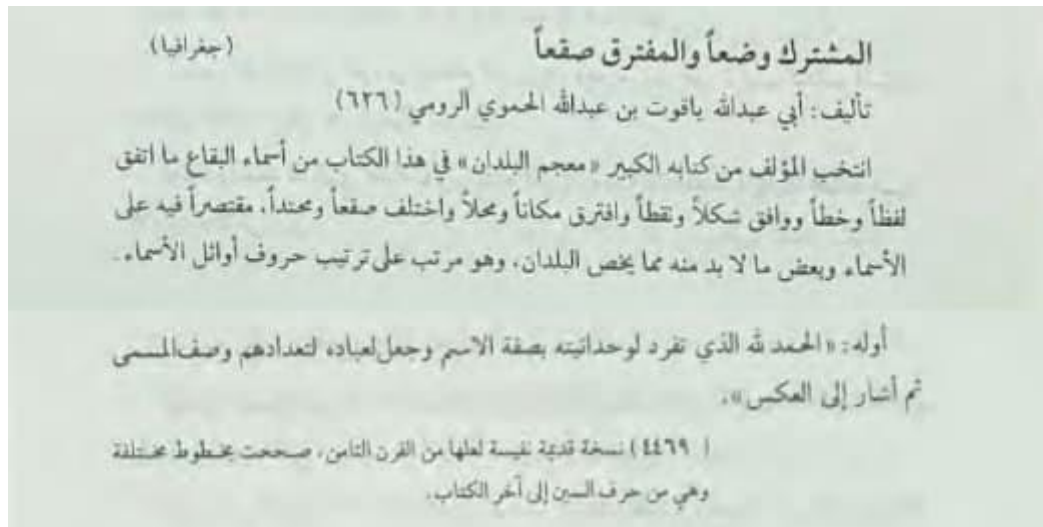 المشترك وضعاً والمفترق صقعاً (جغرافيا)
تأليف: أبي عبدالله ياقوت بن عبدالله الحموي الرومي (٦٢٦)
انتخب المؤلف من كتابه الكبير «معجم البلدان» في هذا الكتاب من أسماء البقاع ما اتفق
لفظاً وخطاً ووافق شكلاً ونقطاً وافترق مكاناً ومحلاً واختلف صقعاً ومحتداً، مقتصراً فيه على
الأسماء وبعض ما لا بد منه مما يخص البلدان، وهو مرتب على ترتيب حروف أوائل الأسماء.
أوله: «الحمد لله الذي تفرد لوحدانيته بصفة الاسم وجعل لعباده لتعدادهم وصف المسمى
ثم أشار إلى العكس».
( ٤٤٦٩ ) نسخة قديمة نفيسة لعلها من القرن الثامن، صححت بخطوط مختلفة
وهي من حرف السين إلى آخر الكتاب.